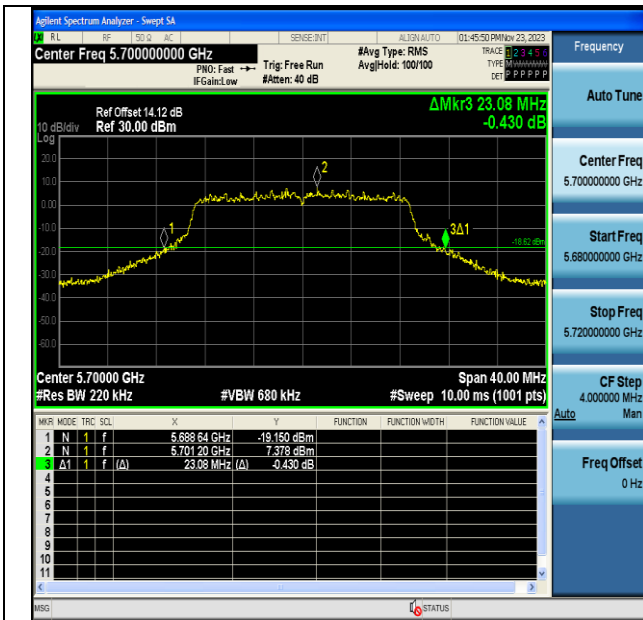 Agilent Spectrum Analyzer - Swept SA
RL RF 50 Ω AC SENSE:INT ALIGN AUTO 01:45:50 PM Nov 23, 2023
Center Freq 5.700000000 GHz #Avg Type: RMS TRACE 1 2 3 4 5 6
PNO: Fast Trig: Free Run Avg|Hold: 100/100 TYPE M WWWWW
IFGain:Low #Atten: 40 dB DET P P P P P P
Frequency
Auto Tune
Center Freq
5.700000000 GHz
Start Freq
5.680000000 GHz
Stop Freq
5.720000000 GHz
CF Step
4.000000 MHz
Auto Man
Freq Offset
0 Hz
ΔMkr3 23.08 MHz
-0.430 dB
Ref Offset 14.12 dB
10 dB/div Ref 30.00 dBm
Log
20.0
10.0
0.00
-10.0
-20.0
-30.0
-40.0
-50.0
-60.0
1
2
3Δ1
-18.62 dBm
Center 5.70000 GHz Span 40.00 MHz
#Res BW 220 kHz #VBW 680 kHz #Sweep 10.00 ms (1001 pts)
MKR MODE TRC SCL X Y FUNCTION FUNCTION WIDTH FUNCTION VALUE
1 N 1 f 5.688 64 GHz -19.150 dBm
2 N 1 f 5.701 20 GHz 7.378 dBm
3 Δ1 1 f (Δ) 23.08 MHz (Δ) -0.430 dB
4
5
6
7
8
9
10
11
MSG STATUS